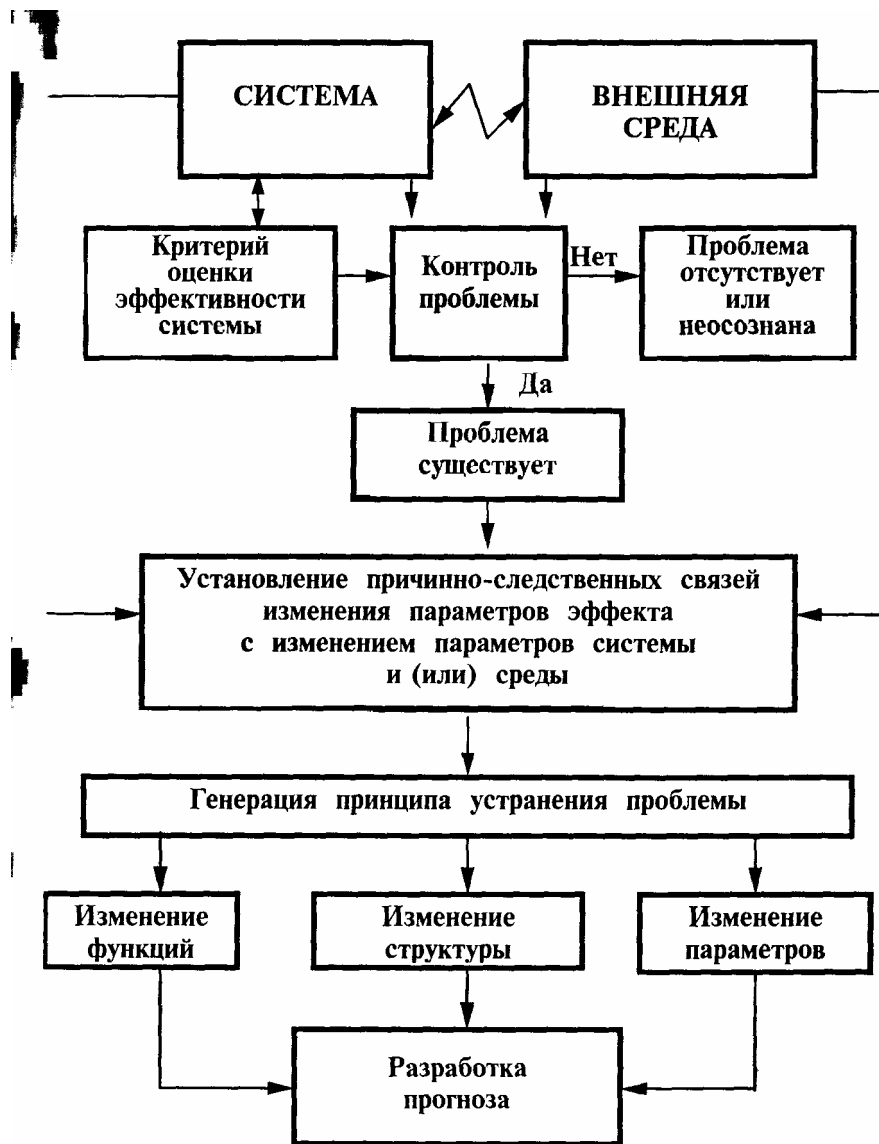 СИСТЕМА
ВНЕШНЯЯ
СРЕДА
Критерий
оценки
эффективности
системы
Контроль
проблемы
Нет
Проблема
отсутствует
или
неосознана
Да
Проблема
существует
Установление причинно-следственных связей
изменения параметров эффекта
с изменением параметров системы
и (или) среды
Генерация принципа устранения проблемы
Изменение
функций
Изменение
структуры
Изменение
параметров
Разработка
прогноза